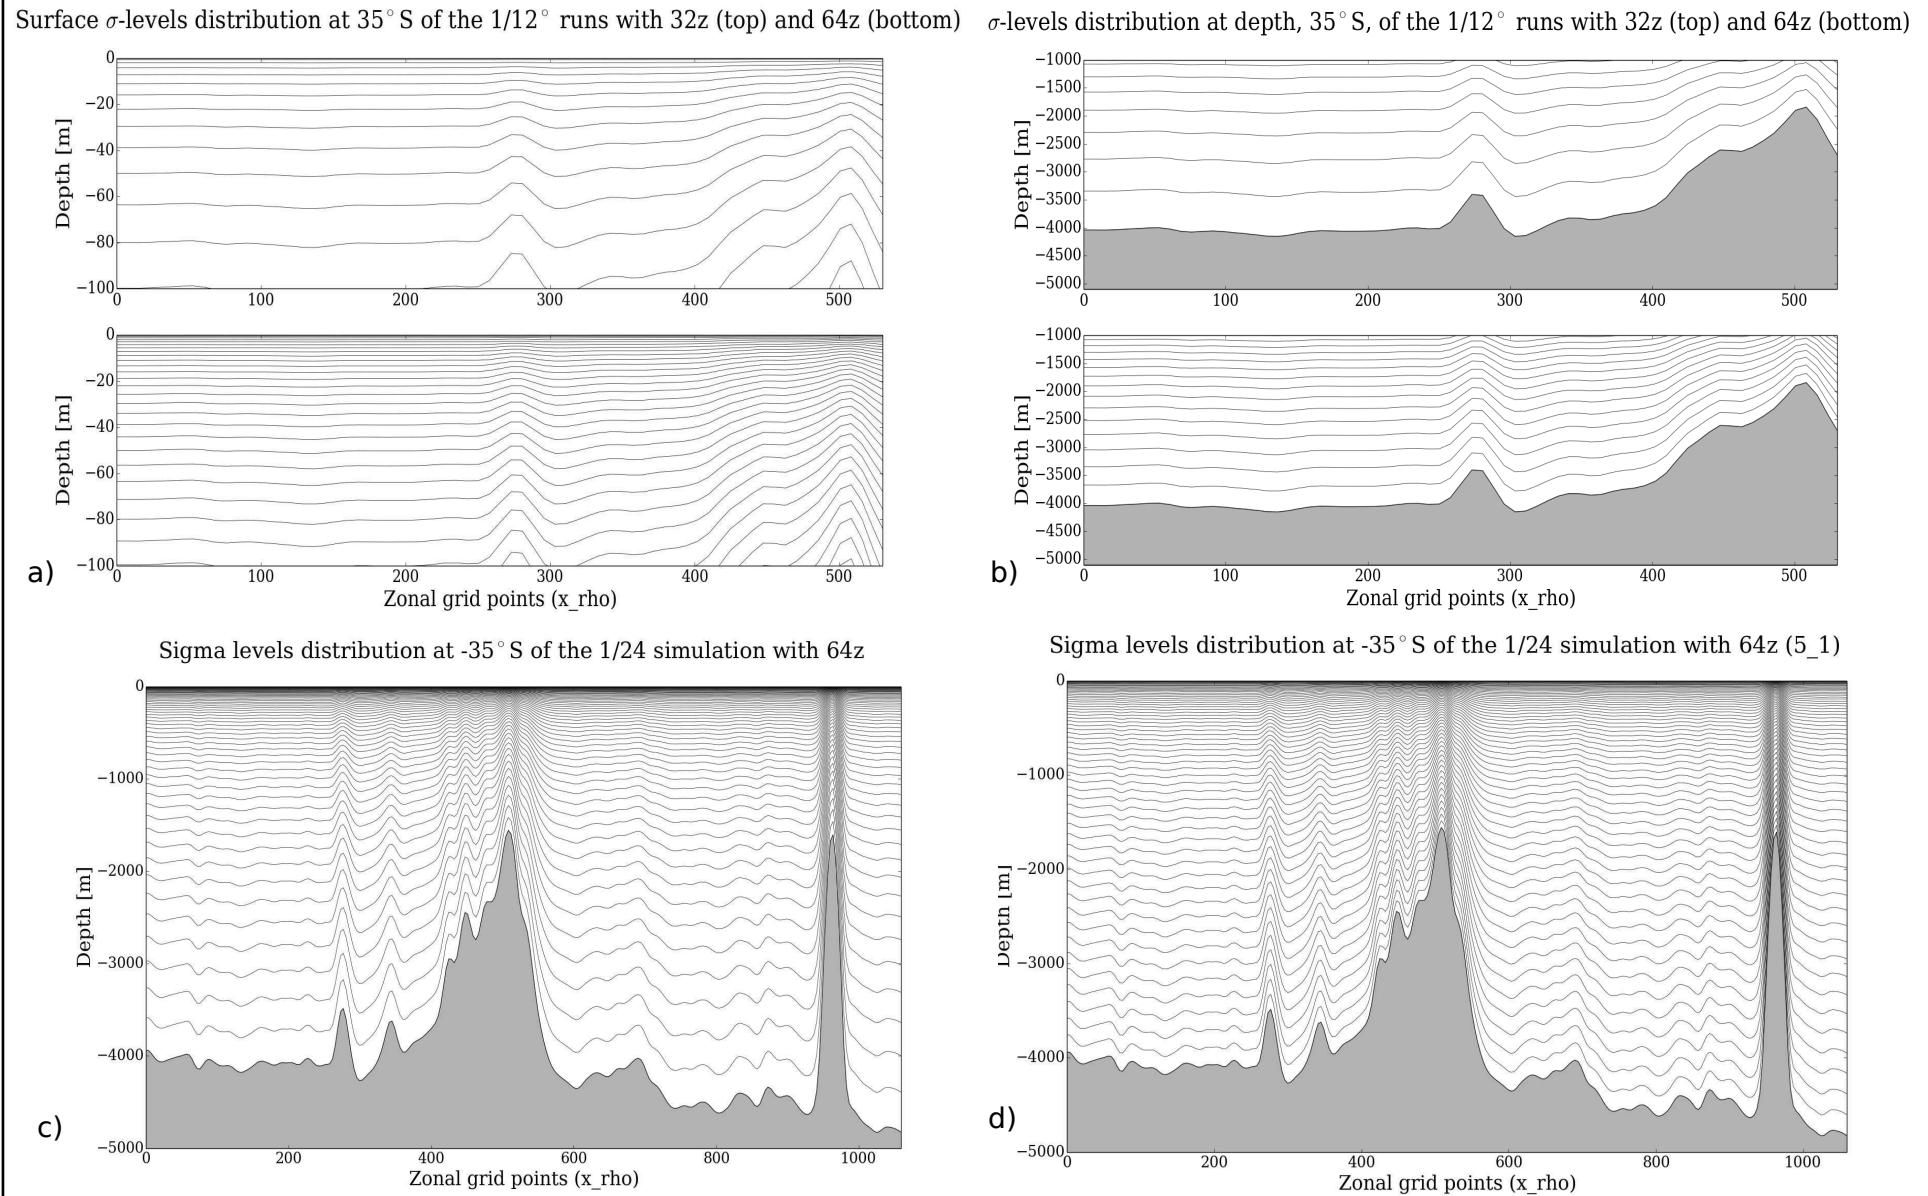 Surface σ-levels distribution at 35°S of the 1/12° runs with 32z (top) and 64z (bottom)
0
−20
−40
−60
−80
−100
Depth [m]
0 100 200 300 400 500
0
−20
−40
−60
−80
−100
Depth [m]
0 100 200 300 400 500
a)
Zonal grid points (x_rho)
σ-levels distribution at depth, 35°S, of the 1/12° runs with 32z (top) and 64z (bottom)
−1000
−1500
−2000
−2500
−3000
−3500
−4000
−4500
−5000
Depth [m]
0 100 200 300 400 500
−1000
−1500
−2000
−2500
−3000
−3500
−4000
−4500
−5000
Depth [m]
0 100 200 300 400 500
b)
Zonal grid points (x_rho)
Sigma levels distribution at -35°S of the 1/24 simulation with 64z
0
−1000
−2000
−3000
−4000
−5000
Depth [m]
0 200 400 600 800 1000
c)
Zonal grid points (x_rho)
Sigma levels distribution at -35°S of the 1/24 simulation with 64z (5_1)
0
−1000
−2000
−3000
−4000
−5000
Depth [m]
0 200 400 600 800 1000
d)
Zonal grid points (x_rho)